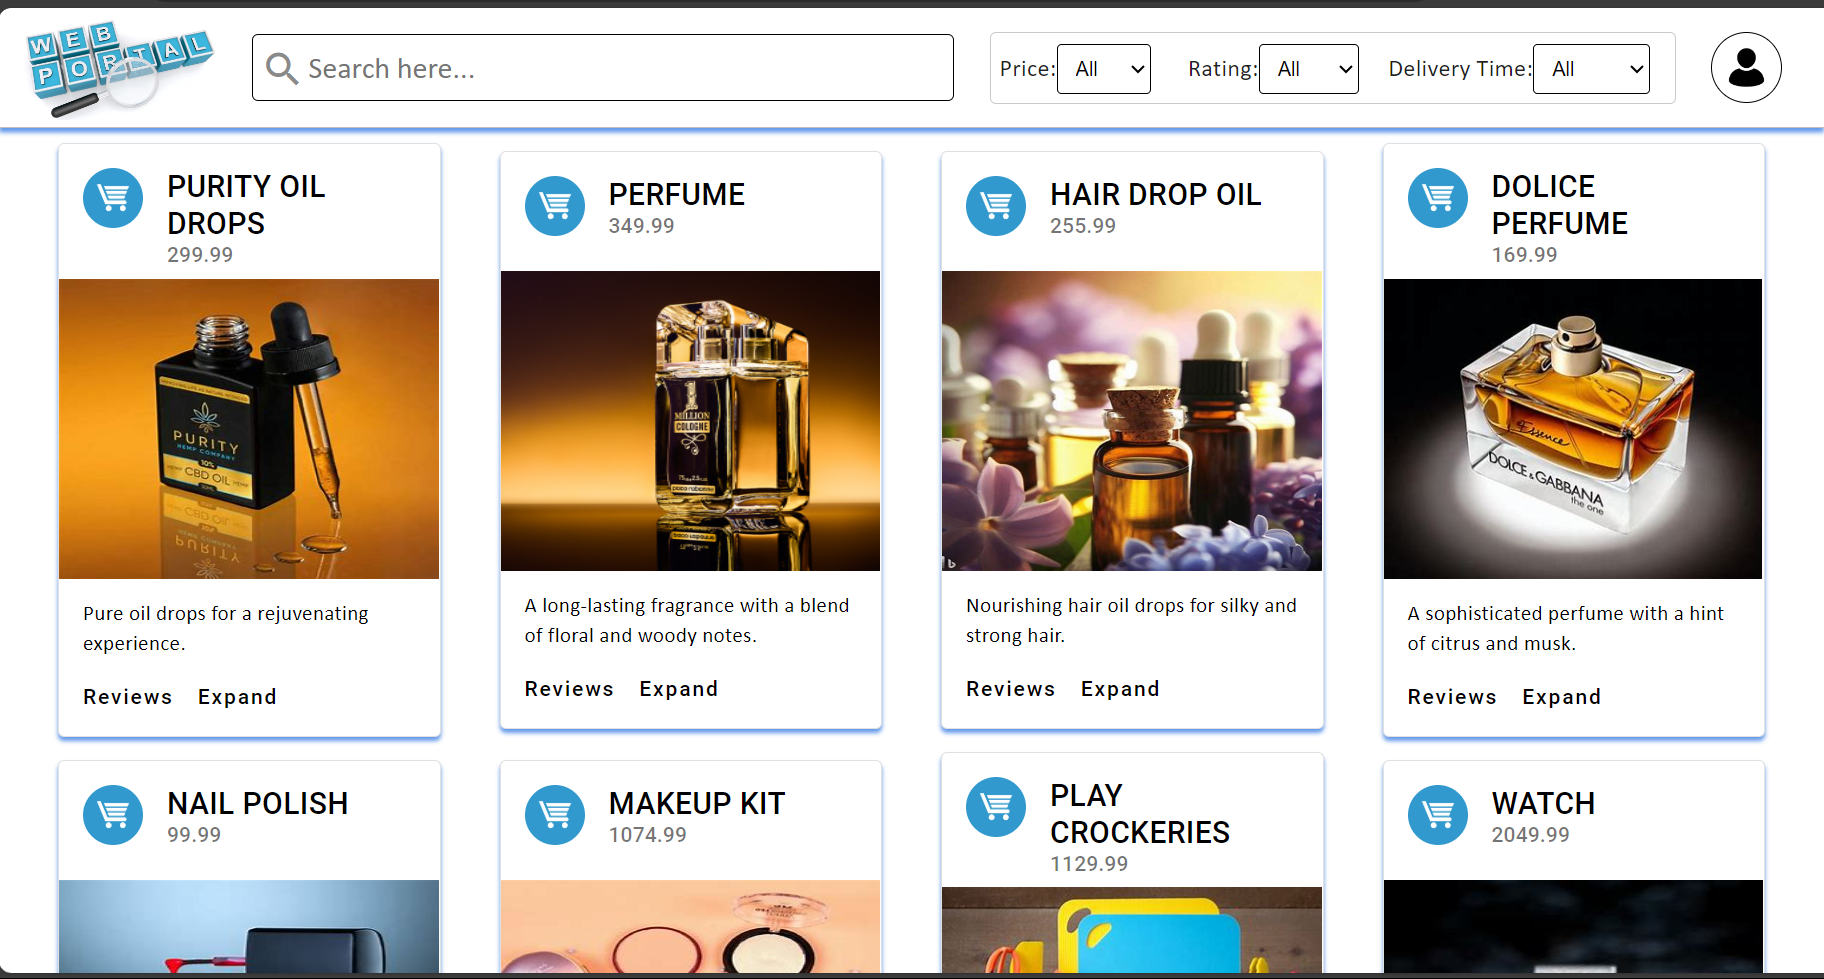 WEB
PORTAL
Search here...
Price: All
Rating: All
Delivery Time: All
PURITY OIL
DROPS
299.99
PURITY
HEMP COMPANY
10%
CBD OIL
Pure oil drops for a rejuvenating
experience.
Reviews Expand
PERFUME
349.99
1
MILLION
COLOGNE
paco rabanne
A long-lasting fragrance with a blend
of floral and woody notes.
Reviews Expand
HAIR DROP OIL
255.99
b
Nourishing hair oil drops for silky and
strong hair.
Reviews Expand
DOLICE
PERFUME
169.99
Essence
DOLCE & GABBANA
the one
A sophisticated perfume with a hint
of citrus and musk.
Reviews Expand
NAIL POLISH
99.99
MAKEUP KIT
1074.99
PLAY
CROCKERIES
1129.99
WATCH
2049.99